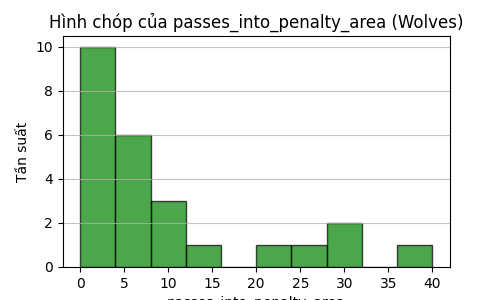 Hình chóp của passes_into_penalty_area (Wolves)
10
8
6
4
2
0
Tần suất
0 5 10 15 20 25 30 35 40
passes_into_penalty_area